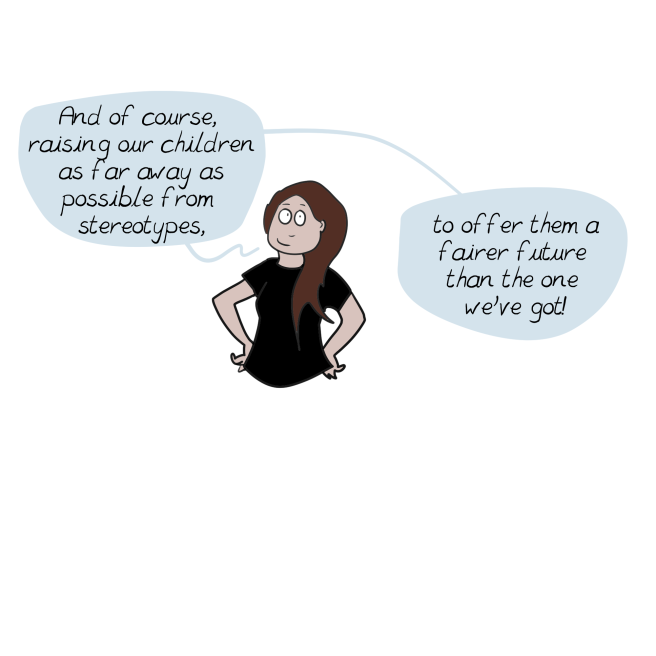 And of course,
raising our children
as far away as
possible from
stereotypes,
to offer them a
fairer future
than the one
we've got!